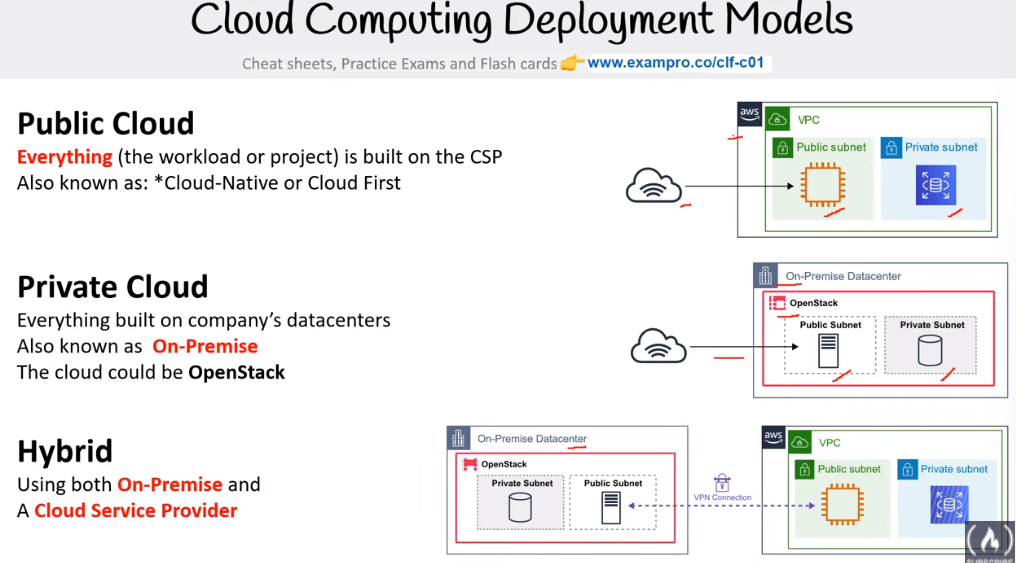 Cloud Computing Deployment Models
Cheat sheets, Practice Exams and Flash cards 👉 www.exampro.co/clf-c01
Public Cloud
Everything (the workload or project) is built on the CSP
Also known as: *Cloud-Native or Cloud First
aws
VPC
Public subnet
Private subnet
Private Cloud
Everything built on company’s datacenters
Also known as On-Premise
The cloud could be OpenStack
On-Premise Datacenter
OpenStack
Public Subnet
Private Subnet
Hybrid
Using both On-Premise and
A Cloud Service Provider
On-Premise Datacenter
OpenStack
Private Subnet
Public Subnet
VPN Connection
aws
VPC
Public subnet
Private subnet
SUBSCRIBE